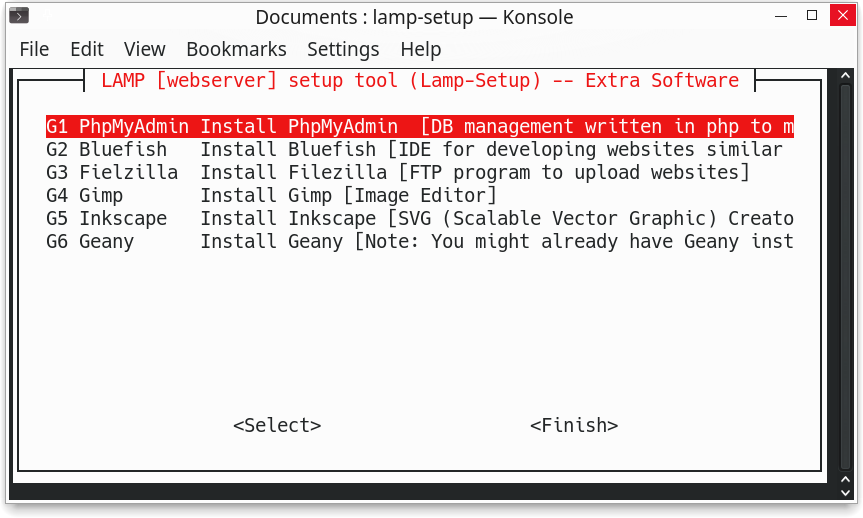 Documents : lamp-setup — Konsole
File Edit View Bookmarks Settings Help
LAMP [webserver] setup tool (Lamp-Setup) -- Extra Software
G1 PhpMyAdmin Install PhpMyAdmin [DB management written in php to m
G2 Bluefish Install Bluefish [IDE for developing websites similar
G3 Fielzilla Install Filezilla [FTP program to upload websites]
G4 Gimp Install Gimp [Image Editor]
G5 Inkscape Install Inkscape [SVG (Scalable Vector Graphic) Creato
G6 Geany Install Geany [Note: You might already have Geany inst
<Select> <Finish>